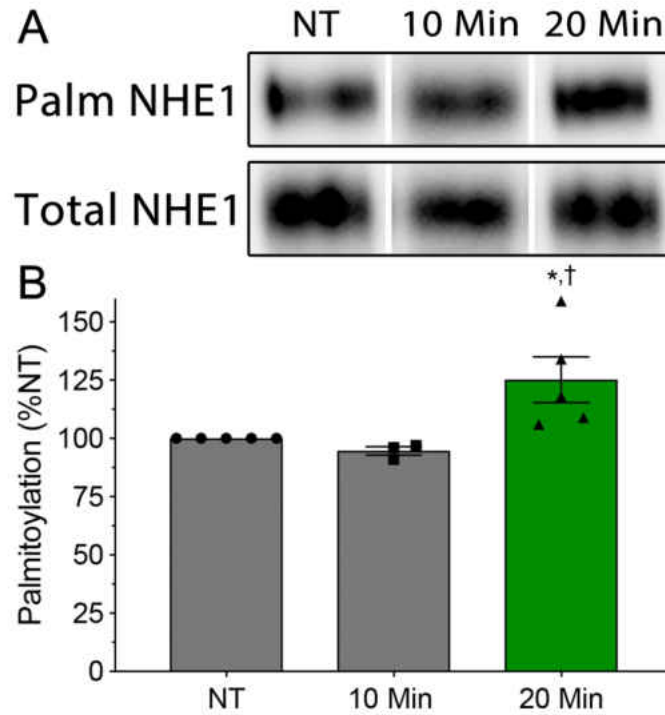 A
NT 10 Min 20 Min
Palm NHE1
Total NHE1
B
*,†
Palmitoylation (%NT)
150
125
100
75
50
25
0
NT 10 Min 20 Min